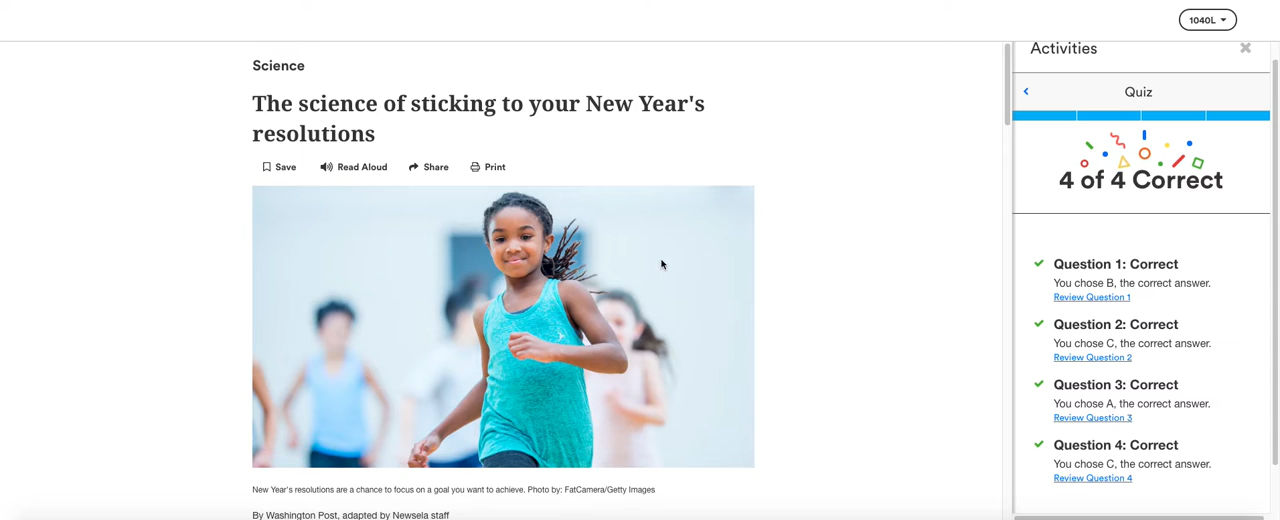 1040L
Science
The science of sticking to your New Year's
resolutions
Save Read Aloud Share Print
New Year's resolutions are a chance to focus on a goal you want to achieve. Photo by: FatCamera/Getty Images
By Washington Post, adapted by Newsela staff
Activities
Quiz
4 of 4 Correct
Question 1: Correct
You chose B, the correct answer.
Review Question 1
Question 2: Correct
You chose C, the correct answer.
Review Question 2
Question 3: Correct
You chose A, the correct answer.
Review Question 3
Question 4: Correct
You chose C, the correct answer.
Review Question 4